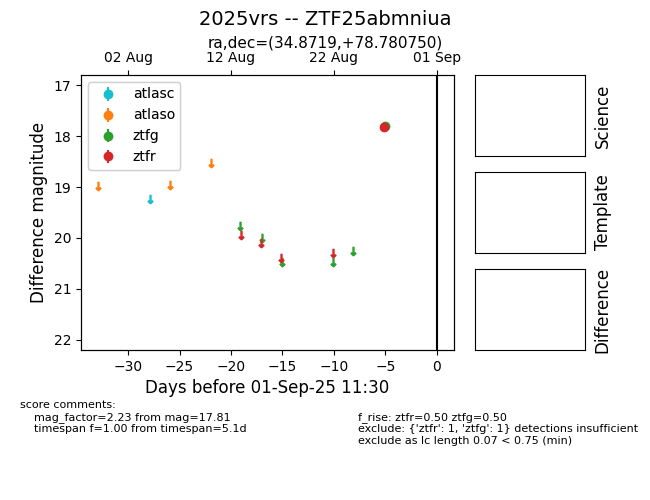 2025vrs -- ZTF25abmniua
ra,dec=(34.8719,+78.780750)
02 Aug 12 Aug 22 Aug 01 Sep
17
18
19
20
21
22
Difference magnitude
atlasc
atlaso
ztfg
ztfr
−30 −25 −20 −15 −10 −5 0
Days before 01-Sep-25 11:30
Science
Template
Difference
score comments:
mag_factor=2.23 from mag=17.81
timespan f=1.00 from timespan=5.1d
f_rise: ztfr=0.50 ztfg=0.50
exclude: {'ztfr': 1, 'ztfg': 1} detections insufficient
exclude as lc length 0.07 < 0.75 (min)